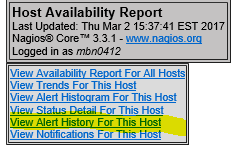 Host Availability Report
Last Updated: Thu Mar 2 15:37:41 EST 2017
Nagios® Core™ 3.3.1 - www.nagios.org
Logged in as mbn0412
View Availability Report For All Hosts
View Trends For This Host
View Alert Histogram For This Host
View Status Detail For This Host
View Alert History For This Host
View Notifications For This Host